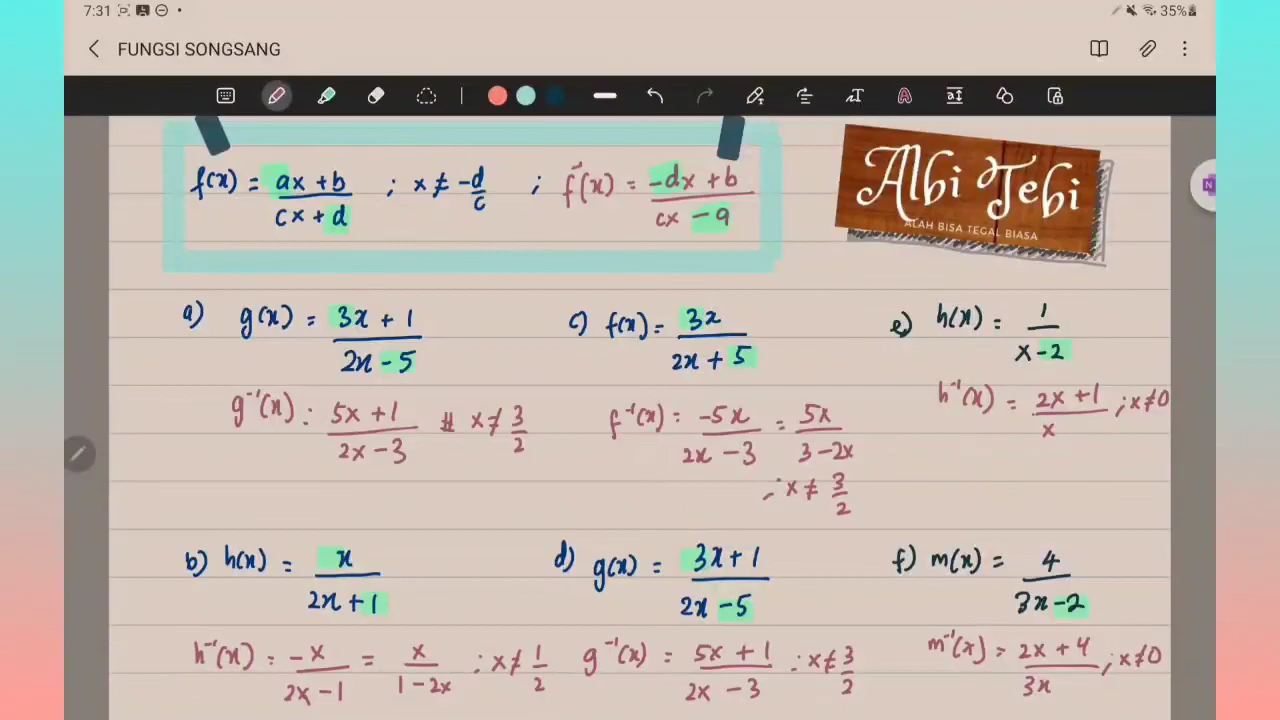 7:31 35%
FUNGSI SONGSANG
f(x) = ax + b / cx + d ; x ≠ -d/c ; f⁻(x) = -dx + b / cx - a
Albi Tebi
ALAH BISA TEGAL BIASA
a) g(x) = 3x + 1 / 2x - 5
g⁻¹(x) : 5x + 1 / 2x - 3 # x ≠ 3/2
c) f(x) = 3x / 2x + 5
f⁻¹(x) : -5x / 2x - 3 = 5x / 3 - 2x
; x ≠ 3/2
e) h(x) = 1 / x - 2
h⁻¹(x) = 2x + 1 / x ; x ≠ 0
b) h(x) = x / 2x + 1
h⁻¹(x) = -x / 2x - 1 = x / 1 - 2x ; x ≠ 1/2
d) g(x) = 3x + 1 / 2x - 5
g⁻¹(x) = 5x + 1 / 2x - 3 ; x ≠ 3/2
f) m(x) = 4 / 3x - 2
m⁻¹(x) = 2x + 4 / 3x ; x ≠ 0